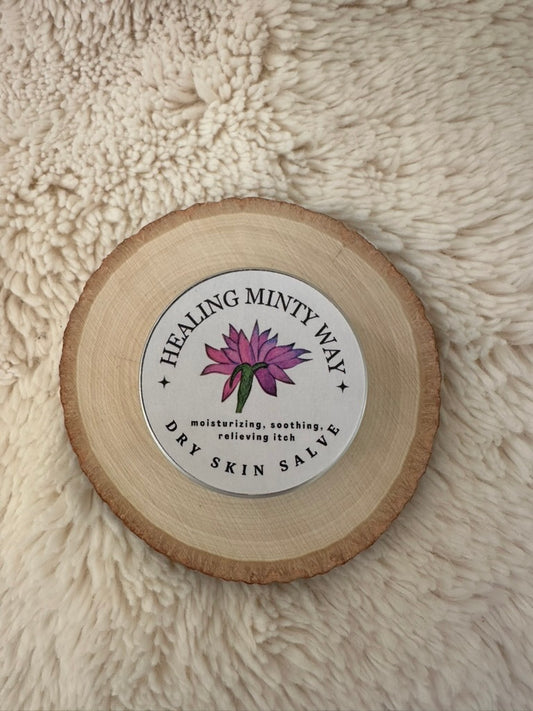 HEALING MINTY WAY
moisturizing, soothing,
relieving itch
DRY SKIN SALVE